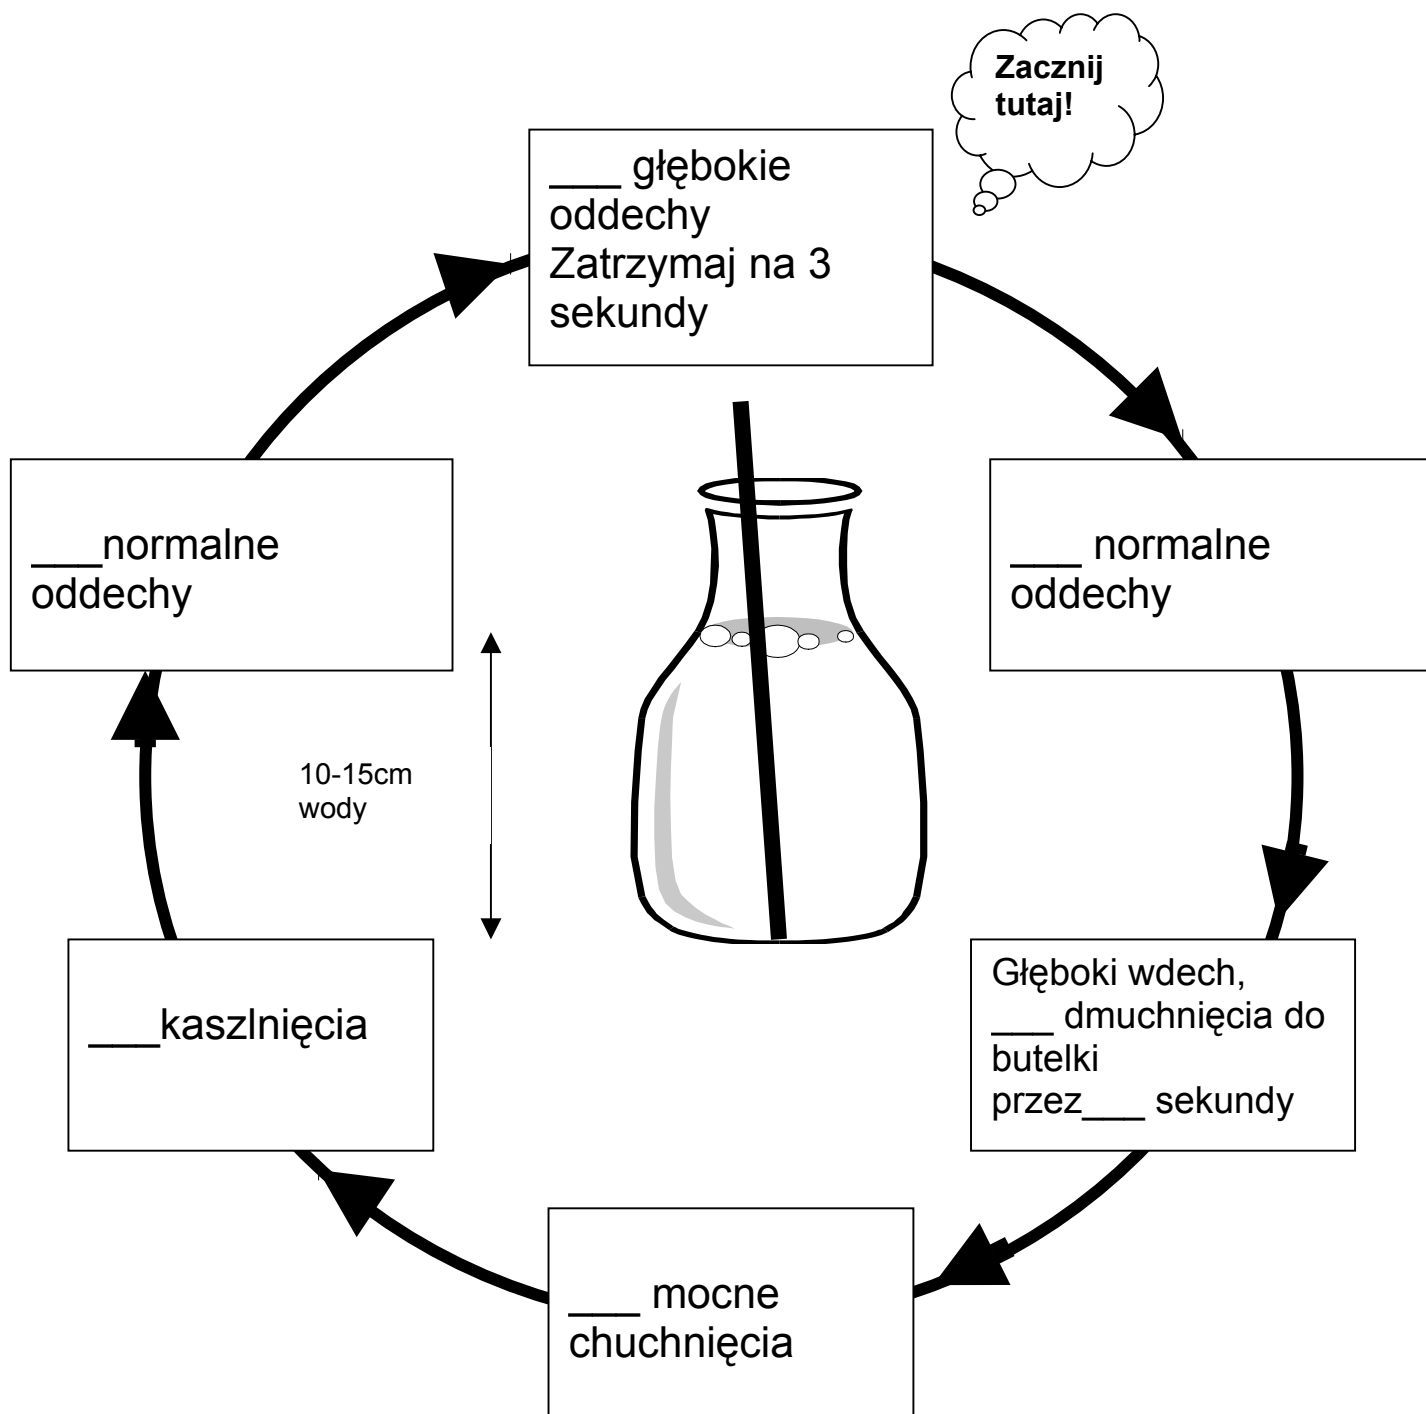 Zacznij
tutaj!
___ głębokie
oddechy
Zatrzymaj na 3
sekundy
___ normalne
oddechy
Głęboki wdech,
___ dmuchnięcia do
butelki
przez___ sekundy
___ mocne
chuchnięcia
___kaszlnięcia
___normalne
oddechy
10-15cm
wody